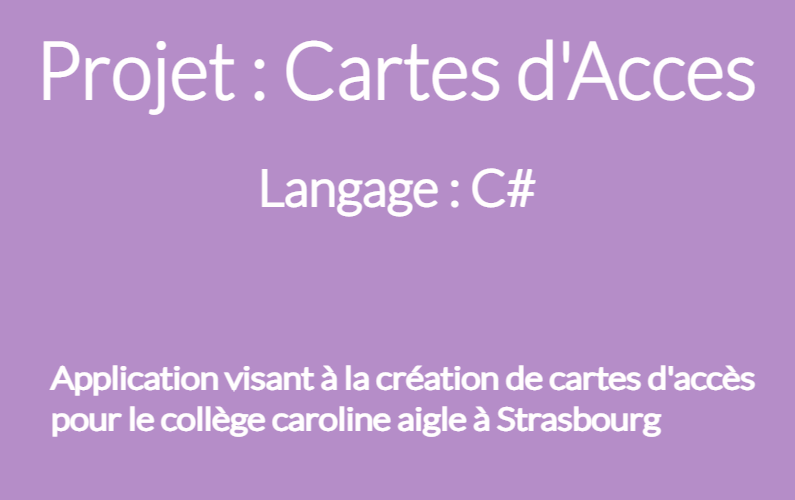 Projet : Cartes d'Acces
Langage : C#
Application visant à la création de cartes d'accès
pour le collège caroline aigle à Strasbourg